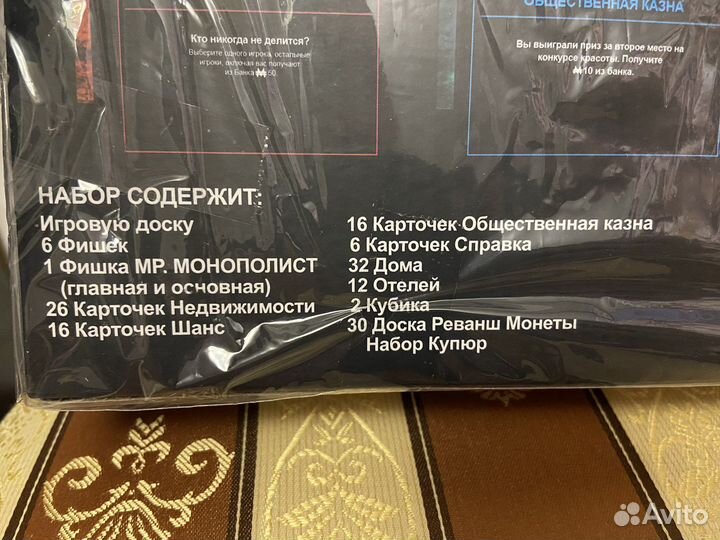 ОБЩЕСТВЕННАЯ КАЗНА
Кто никогда не делится?
Выберите одного игрока, остальные
игроки, включая вас получают
из Банка ₩ 50
Вы выиграли приз за второе место на
конкурсе красоты. Получите
₩10 из банка.
НАБОР СОДЕРЖИТ:
Игровую доску
6 Фишек
1 Фишка МР. МОНОПОЛИСТ
(главная и основная)
26 Карточек Недвижимости
16 Карточек Шанс
16 Карточек Общественная казна
6 Карточек Справка
32 Дома
12 Отелей
2 Кубика
30 Доска Реванш Монеты
Набор Купюр
Avito